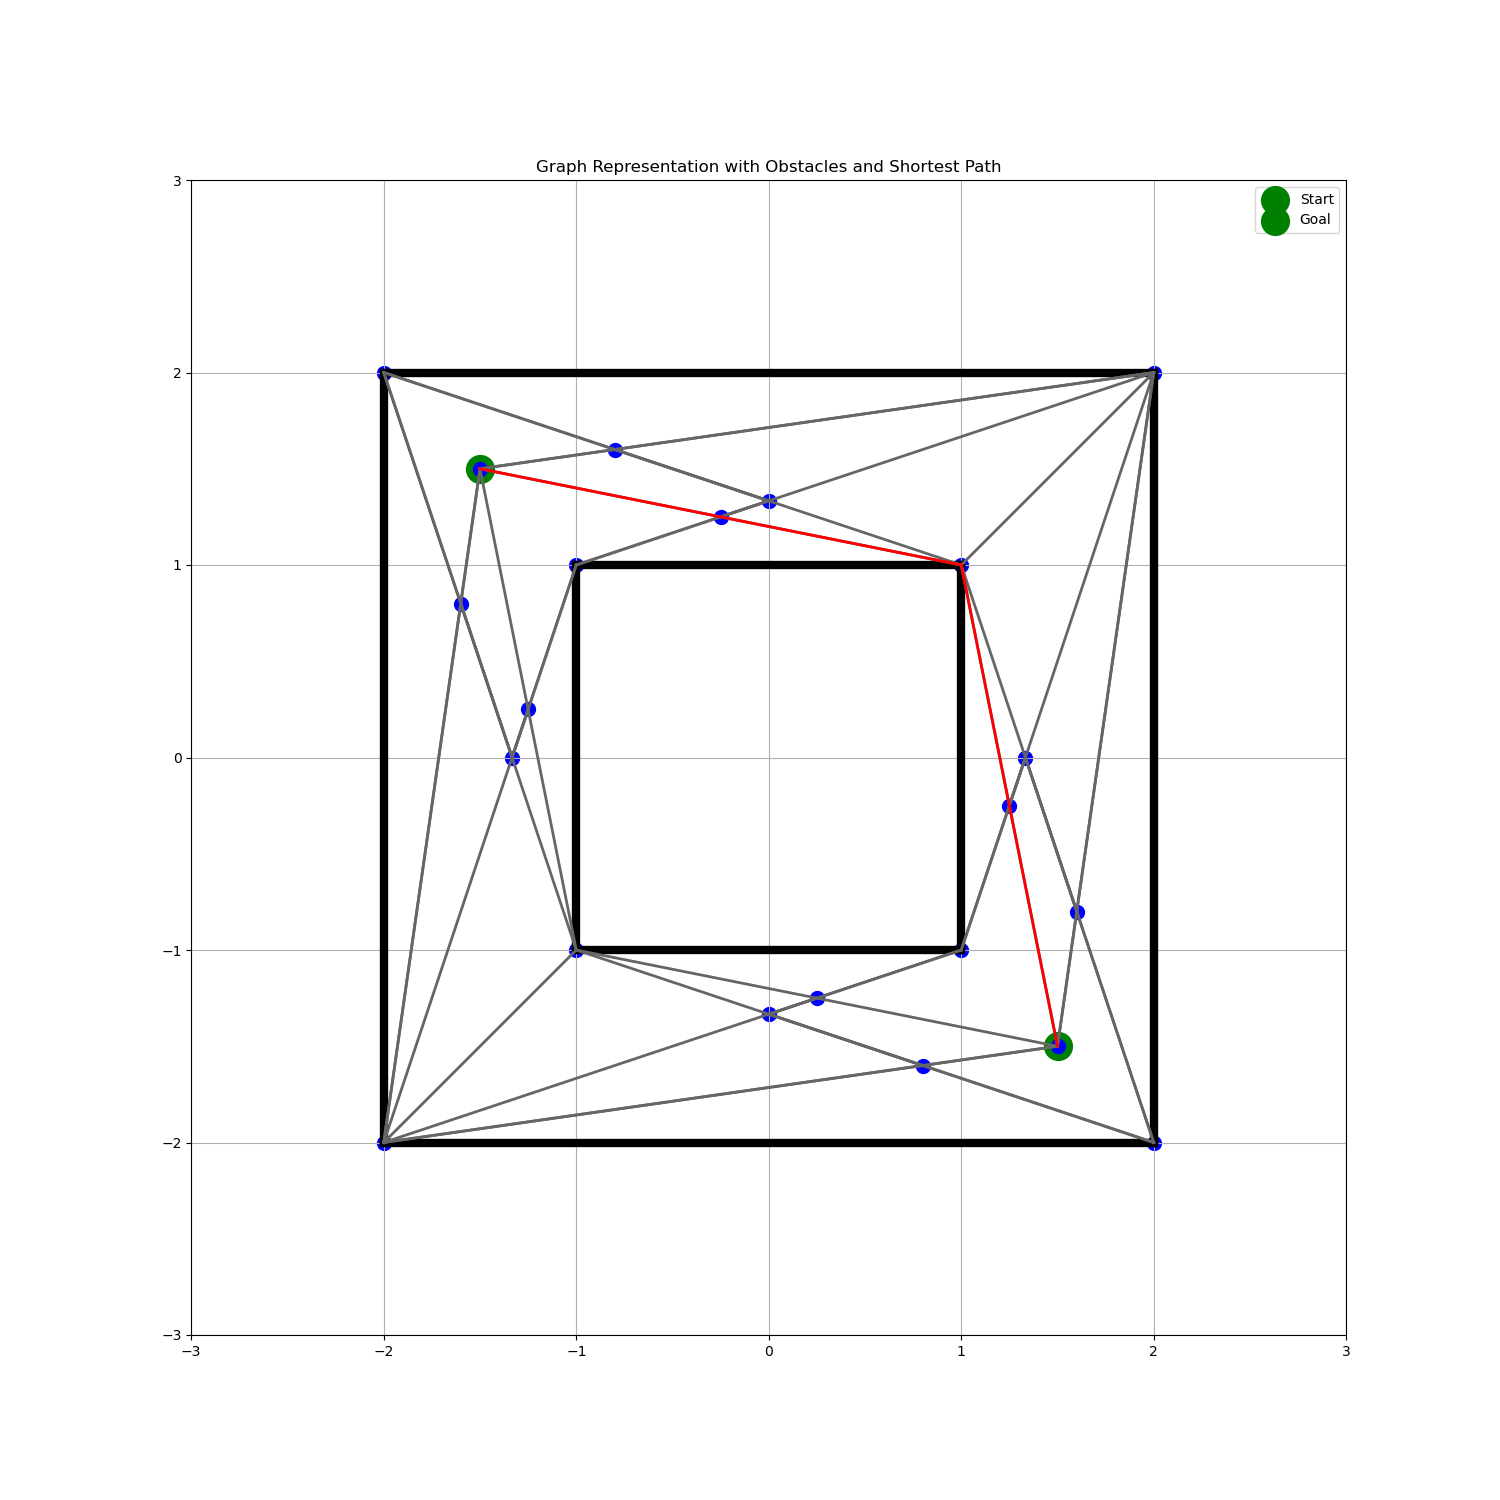 Graph Representation with Obstacles and Shortest Path
Start
Goal
3
2
1
0
−1
−2
−3
−3 −2 −1 0 1 2 3